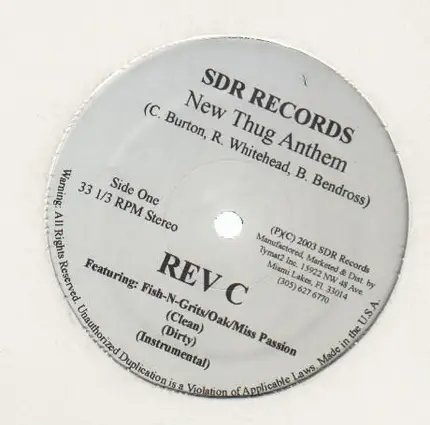 SDR RECORDS
New Thug Anthem
(C. Burton, R. Whitehead, B. Bendross)
Side One
33 1/3 RPM Stereo
(P)(C) 2003 SDR Records
Manufactored, Marketed & Dist. by
Tymat2 Inc. 15922 NW 48 Ave.
Miami Lakes, Fl. 33014
(305) 627 6770
REV C
Featuring: Fish-N-Grits/Oak/Miss Passion
(Clean)
(Dirty)
(Instrumental)
Warning: All Rights Reserved. Unauthorized Duplication is a Violation of Applicable Laws. Made in the U.S.A.